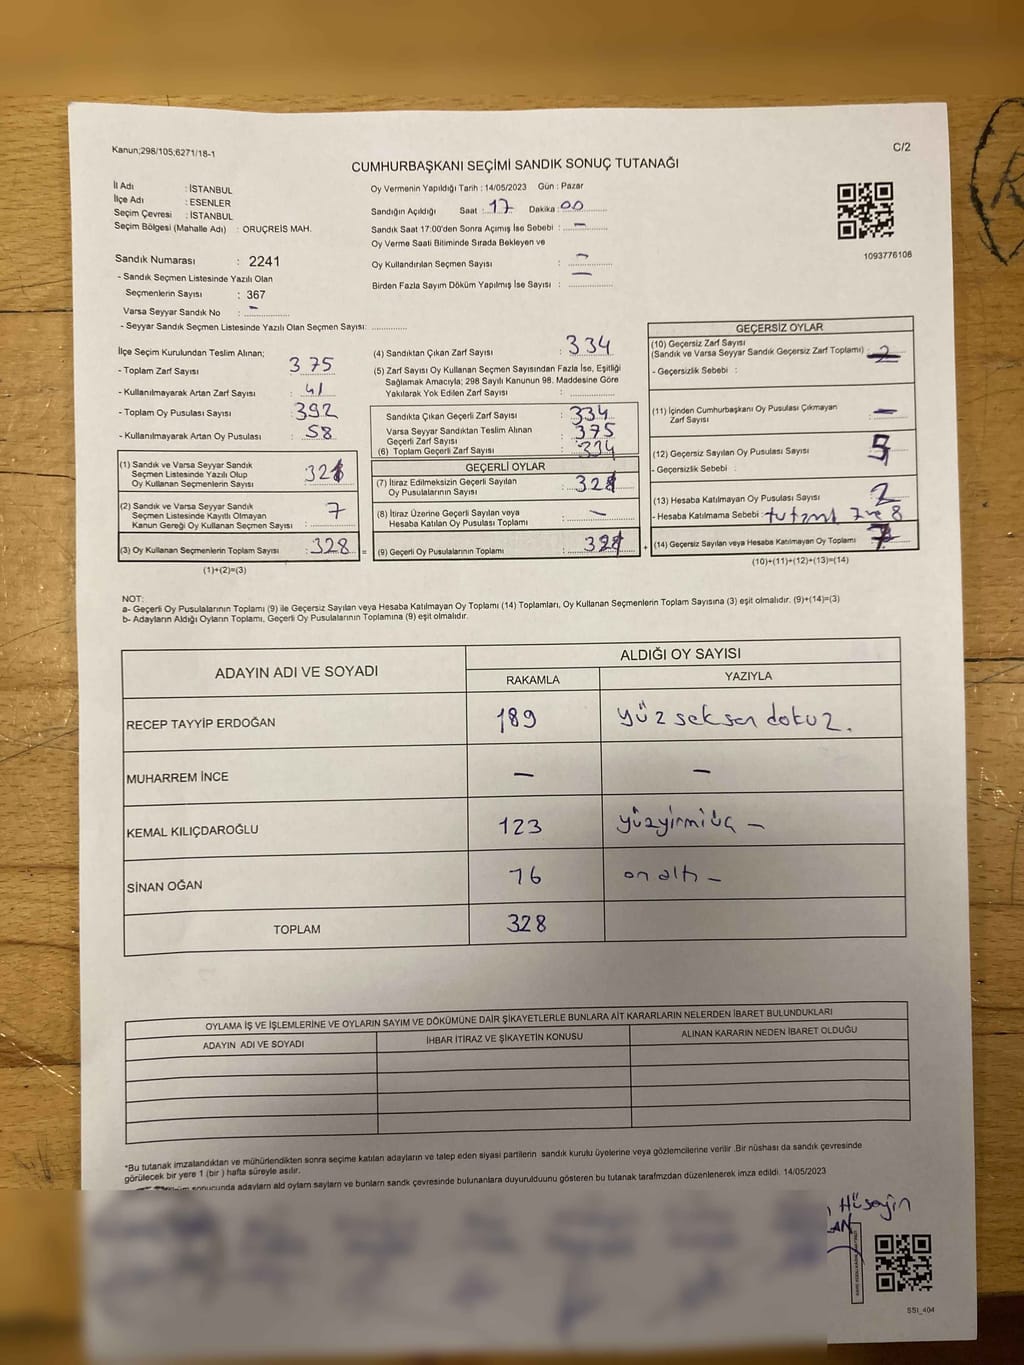 Kanun;298/105;6271/18-1
C/2
CUMHURBAŞKANI SEÇİMİ SANDIK SONUÇ TUTANAĞI
İl Adı : İSTANBUL
İlçe Adı : ESENLER
Seçim Çevresi : İSTANBUL
Seçim Bölgesi (Mahalle Adı) : ORUÇREİS MAH.
Sandık Numarası : 2241
- Sandık Seçmen Listesinde Yazılı Olan
Seçmenlerin Sayısı : 367
Varsa Seyyar Sandık No : –
- Seyyar Sandık Seçmen Listesinde Yazılı Olan Seçmen Sayısı: ............
Oy Vermenin Yapıldığı Tarih : 14/05/2023 Gün : Pazar
Sandığın Açıldığı Saat : 17 Dakika : 00
Sandık Saat 17:00'den Sonra Açımış İse Sebebi : –
Oy Verme Saati Bitiminde Sırada Bekleyen ve
Oy Kullandırılan Seçmen Sayısı : –
Birden Fazla Sayım Döküm Yapılmış İse Sayısı : –
1093776106
İlçe Seçim Kurulundan Teslim Alınan;
- Toplam Zarf Sayısı : 375
- Kullanılmayarak Artan Zarf Sayısı : 41
- Toplam Oy Pusulası Sayısı : 392
- Kullanılmayarak Artan Oy Pusulası : 58
(1) Sandık ve Varsa Seyyar Sandık
Seçmen Listesinde Yazılı Olup
Oy Kullanan Seçmenlerin Sayısı :
(2) Sandık ve Varsa Seyyar Sandık
Seçmen Listesinde Kayıtlı Olmayan
Kanun Gereği Oy Kullanan Seçmen Sayısı : 7
(3) Oy Kullanan Seçmenlerin Toplam Sayısı : 328 =
(1)+(2)=(3)
(4) Sandıktan Çıkan Zarf Sayısı : 334
(5) Zarf Sayısı Oy Kullanan Seçmen Sayısından Fazla İse, Eşitliği
Sağlamak Amacıyla; 298 Sayılı Kanunun 98. Maddesine Göre
Yakılarak Yok Edilen Zarf Sayısı :
Sandıkta Çıkan Geçerli Zarf Sayısı : 334
Varsa Seyyar Sandıktan Teslim Alınan
Geçerli Zarf Sayısı : 375
(6) Toplam Geçerli Zarf Sayısı : 334
GEÇERLİ OYLAR
(7) İtiraz Edilmeksizin Geçerli Sayılan
Oy Pusulalarının Sayısı : 328
(8) İtiraz Üzerine Geçerli Sayılan veya
Hesaba Katılan Oy Pusulası Toplamı : –
(9) Geçerli Oy Pusulalarının Toplamı : 328 +
GEÇERSİZ OYLAR
(10) Geçersiz Zarf Sayısı
(Sandık ve Varsa Seyyar Sandık Geçersiz Zarf Toplamı) : 2
- Geçersizlik Sebebi :
(11) İçinden Cumhurbaşkanı Oy Pusulası Çıkmayan
Zarf Sayısı : –
(12) Geçersiz Sayılan Oy Pusulası Sayısı :
- Geçersizlik Sebebi :
(13) Hesaba Katılmayan Oy Pusulası Sayısı : 2
- Hesaba Katılmama Sebebi : 7 ve 8
(14) Geçersiz Sayılan veya Hesaba Katılmayan Oy Toplamı :
(10)+(11)+(12)+(13)=(14)
NOT:
a- Geçerli Oy Pusulalarının Toplamı (9) ile Geçersiz Sayılan veya Hesaba Katılmayan Oy Toplamı (14) Toplamları, Oy Kullanan Seçmenlerin Toplam Sayısına (3) eşit olmalıdır. (9)+(14)=(3)
b- Adayların Aldığı Oyların Toplamı, Geçerli Oy Pusulalarının Toplamına (9) eşit olmalıdır.
ADAYIN ADI VE SOYADI ALDIĞI OY SAYISI
RAKAMLA YAZIYLA
RECEP TAYYİP ERDOĞAN 189 yüz seksen dokuz.
MUHARREM İNCE – –
KEMAL KILIÇDAROĞLU 123 yüzyirmiüç –
SİNAN OĞAN 16 on altı –
TOPLAM 328
OYLAMA İŞ VE İŞLEMLERİNE VE OYLARIN SAYIM VE DÖKÜMÜNE DAİR ŞİKAYETLERLE BUNLARA AİT KARARLARIN NELERDEN İBARET BULUNDUKLARI
ADAYIN ADI VE SOYADI İHBAR İTİRAZ VE ŞİKAYETİN KONUSU ALINAN KARARIN NEDEN İBARET OLDUĞU
*Bu tutanak imzalandıktan ve mühürlendikten sonra seçime katılan adayların ve talep eden siyasi partilerin sandık kurulu üyelerine veya gözlemcilerine verilir .Bir nüshası da sandık çevresinde
görülecek bir yere 1 (bir ) hafta süreyle asılır.
sonucunda adayların ald oyların sayların ve bunların sandk çevresinde bulunanlara duyurulduunu gösteren bu tutanak tarafmzdan düzenlenerek imza edildi. 14/05/2023
Hüseyin
LAN
SSI_404